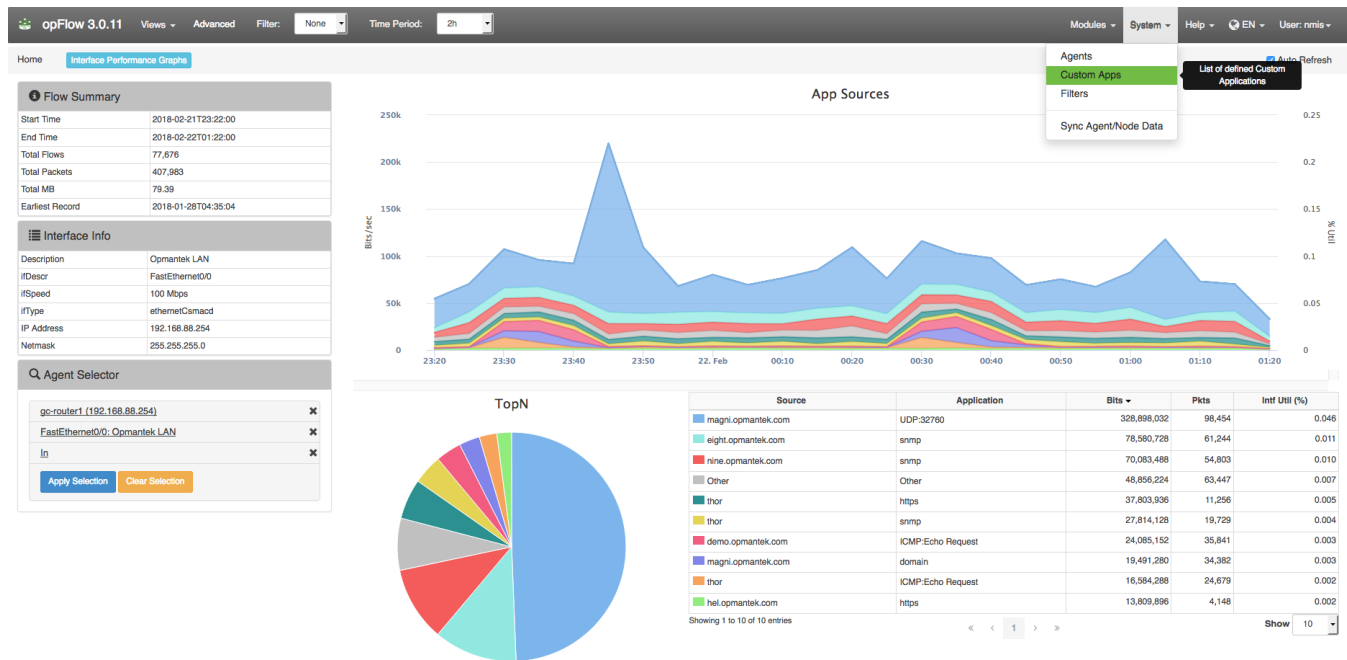 opFlow 3.0.11 Views Advanced Filter: None Time Period: 2h Modules System Help EN User: nmis
Home Interface Performance Graphs Auto Refresh
Agents
Custom Apps
List of defined Custom
Applications
Filters
Sync Agent/Node Data
Flow Summary
Start Time 2018-02-21T23:22:00
End Time 2018-02-22T01:22:00
Total Flows 77,676
Total Packets 407,983
Total MB 79.39
Earliest Record 2018-01-28T04:35:04
Interface Info
Description Opmantek LAN
ifDescr FastEthernet0/0
ifSpeed 100 Mbps
ifType ethernetCsmacd
IP Address 192.168.88.254
Netmask 255.255.255.0
Agent Selector
gc-router1 (192.168.88.254)
FastEthernet0/0: Opmantek LAN
In
Apply Selection Clear Selection
App Sources
250k 0.25
200k 0.2
150k 0.15
100k 0.1
50k 0.05
0 0
Bits/sec
% Util
23:20 23:30 23:40 23:50 22. Feb 00:10 00:20 00:30 00:40 00:50 01:00 01:10 01:20
TopN
Source Application Bits Pkts Intf Util (%)
magni.opmantek.com UDP:32760 328,898,032 98,454 0.046
eight.opmantek.com snmp 78,580,728 61,244 0.011
nine.opmantek.com snmp 70,083,488 54,803 0.010
Other Other 48,856,224 63,447 0.007
thor https 37,803,936 11,256 0.005
thor snmp 27,814,128 19,729 0.004
demo.opmantek.com ICMP:Echo Request 24,085,152 35,841 0.003
magni.opmantek.com domain 19,491,280 34,382 0.003
thor ICMP:Echo Request 16,584,288 24,679 0.002
hel.opmantek.com https 13,809,896 4,148 0.002
Showing 1 to 10 of 10 entries « ‹ 1 › » Show 10